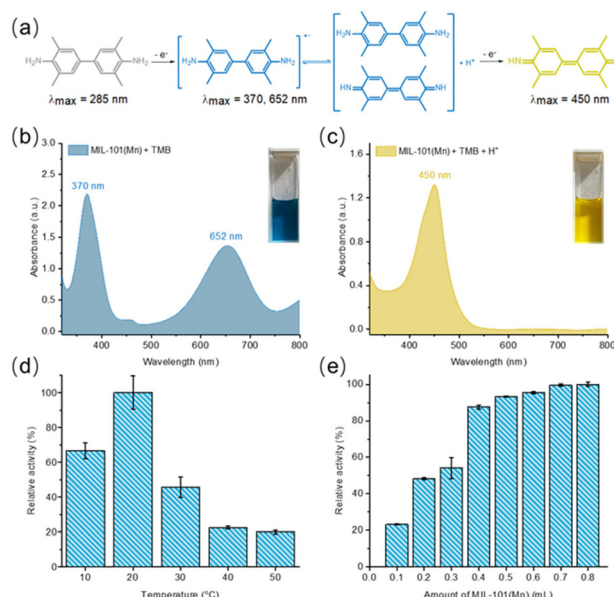 (a)
H₂N
NH₂
- e⁻
H₂N
NH₂
•+
H₂N
NH₂
HN
NH
+ H⁺
- e⁻
HN
λmax = 285 nm
λmax = 370, 652 nm
λmax = 450 nm
(b)
MIL-101(Mn) + TMB
370 nm
652 nm
Absorbance (a.u.)
3.0
2.5
2.0
1.5
1.0
0.5
0.0
400
500
600
700
800
Wavelength (nm)
(c)
MIL-101(Mn) + TMB + H⁺
450 nm
Absorbance (a.u.)
1.6
1.2
0.8
0.4
0.0
400
500
600
700
800
Wavelength (nm)
(d)
Relative activity (%)
100
80
60
40
20
0
10
20
30
40
50
Temperature (°C)
(e)
Relative activity (%)
100
80
60
40
20
0
0.0
0.1
0.2
0.3
0.4
0.5
0.6
0.7
0.8
Amount of MIL-101(Mn) (mL)